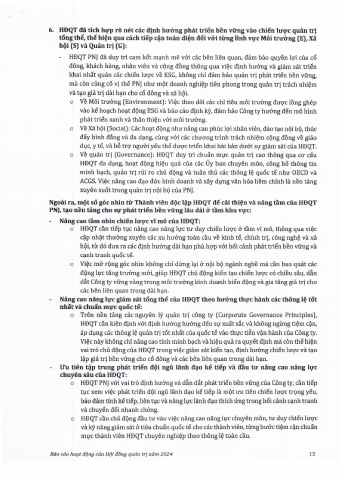 6. HĐQT đã tích hợp rõ nét các định hướng phát triển bền vững vào chiến lược quản trị
tổng thể, thể hiện qua cách tiếp cận toàn diện đối với từng lĩnh vực Môi trường (E), Xã
hội (S) và Quản trị (G):
- HĐQT PNJ đã duy trì cam kết mạnh mẽ với các bên liên quan, đảm bảo quyền lợi của cổ
đông, khách hàng, nhân viên và cộng đồng thông qua việc định hướng và giám sát triển
khai nhất quán các chiến lược về ESG, không chỉ đảm bảo quản trị phát triển bền vững,
mà còn củng cố vị thế PNJ như một doanh nghiệp tiên phong trong quản trị trách nhiệm
và tạo giá trị dài hạn cho cổ đông và xã hội.
o Về Môi trường (Environment): Việc theo dõi các chỉ tiêu môi trường được lồng ghép
vào kế hoạch hoạt động ESG và báo cáo định kỳ, đảm bảo Công ty hướng đến mô hình
phát triển xanh và thân thiện với môi trường.
o Về Xã hội (Social): Các hoạt động như nâng cao phúc lợi nhân viên, đào tạo nội bộ, thúc
đẩy bình đẳng và đa dạng, cùng với các chương trình trách nhiệm cộng đồng về giáo
dục, y tế, và hỗ trợ người yếu thế được triển khai bài bản dưới sự giám sát của HĐQT.
o Về quản trị (Governance): HĐQT duy trì chuẩn mực quản trị cao thông qua cơ cấu
HĐQT đa dạng, hoạt động hiệu quả của các Ủy ban chuyên môn, công bố thông tin
minh bạch, quản trị rủi ro chủ động và tuân thủ các thông lệ quốc tế như OECD và
ACGS. Việc nâng cao đạo đức kinh doanh và xây dựng văn hóa liêm chính là nền tảng
xuyên suốt trong quản trị nội bộ của PNJ.
Ngoài ra, một số góc nhìn từ Thành viên độc lập HĐQT để cải thiện và nâng tầm của HĐQT
PNJ, tạo nền tảng cho sự phát triển bền vững lâu dài ở tầm khu vực:
- Nâng cao tầm nhìn chiến lược vĩ mô của HĐQT:
o HĐQT cần tiếp tục nâng cao năng lực tư duy chiến lược ở tầm vĩ mô, thông qua việc
cập nhật thường xuyên các xu hướng toàn cầu về kinh tế, chính trị, công nghệ và xã
hội, từ đó đưa ra các định hướng dài hạn phù hợp với bối cảnh phát triển bền vững và
cạnh tranh quốc tế.
o Việc mở rộng góc nhìn không chỉ dừng lại ở nội bộ ngành nghề mà cần bao quát các
động lực tăng trưởng mới, giúp HĐQT chủ động kiến tạo chiến lược có chiều sâu, dẫn
dắt Công ty vững vàng trong môi trường kinh doanh biến động và gia tăng giá trị cho
các bên liên quan trong dài hạn.
- Nâng cao năng lực giám sát tổng thể của HĐQT theo hướng thực hành các thông lệ tốt
nhất và chuẩn mực quốc tế:
o Trên nền tảng các nguyên lý quản trị công ty (Corporate Governance Principles),
HĐQT cần kiên định với định hướng hướng đến sự xuất sắc và không ngừng tiệm cận,
áp dụng các thông lệ quản trị tốt nhất của quốc tế vào thực tiễn vận hành của Công ty.
Việc này không chỉ nâng cao tính minh bạch và hiệu quả ra quyết định mà còn thể hiện
vai trò chủ động của HĐQT trong việc giám sát kiến tạo, định hướng chiến lược và tạo
lập giá trị bền vững cho cổ đông và các bên liên quan trong dài hạn.
- Ưu tiên tập trung phát triển đội ngũ lãnh đạo kế tiếp và đầu tư nâng cao năng lực
chuyên sâu của HĐQT:
o HĐQT PNJ với vai trò định hướng và dẫn dắt phát triển bền vững của Công ty, cần tiếp
tục xem việc phát triển đội ngũ lãnh đạo kế tiếp là một ưu tiên chiến lược trọng yếu,
bảo đảm tính kế tiếp, liên tục và năng lực lãnh đạo thích ứng trong bối cảnh cạnh tranh
và chuyển đổi nhanh chóng.
o HĐQT cần chủ động đầu tư vào việc nâng cao năng lực chuyên môn, tư duy chiến lược
và kỹ năng giám sát ở tiêu chuẩn quốc tế cho các thành viên, từng bước tiệm cận chuẩn
mực thành viên HĐQT chuyên nghiệp theo thông lệ toàn cầu.
Báo cáo hoạt động của Hội đồng quản trị năm 2024 12